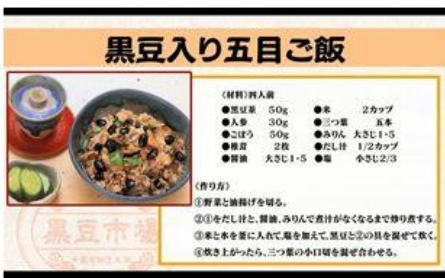 黒豆入り五目ご飯
〈材料〉四人前
●黒豆茶 50g ●米 2カップ
●人参 30g ●三つ葉 五本
●ごぼう 50g ●みりん 大さじ1・5
●椎茸 2枚 ●だし汁 1/2カップ
●醤油 大さじ1・5 ●塩 小さじ2/3
〈作り方〉
①野菜と油揚げを切る。
②①をだし汁と、醤油、みりんで煮汁がなくなるまで炒り煮する。
③米と水を釜に入れて、塩を加えて、黒豆と②の具を混ぜて炊く。
④炊き上がったら、三つ葉の小口切を混ぜ合わせる。
黒豆市場